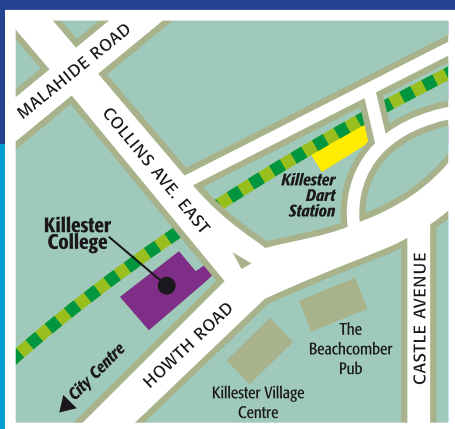 MALAHIDE ROAD
COLLINS AVE. EAST
Killester
Dart
Station
Killester
College
City Centre
HOWTH ROAD
CASTLE AVENUE
The
Beachcomber
Pub
Killester Village
Centre